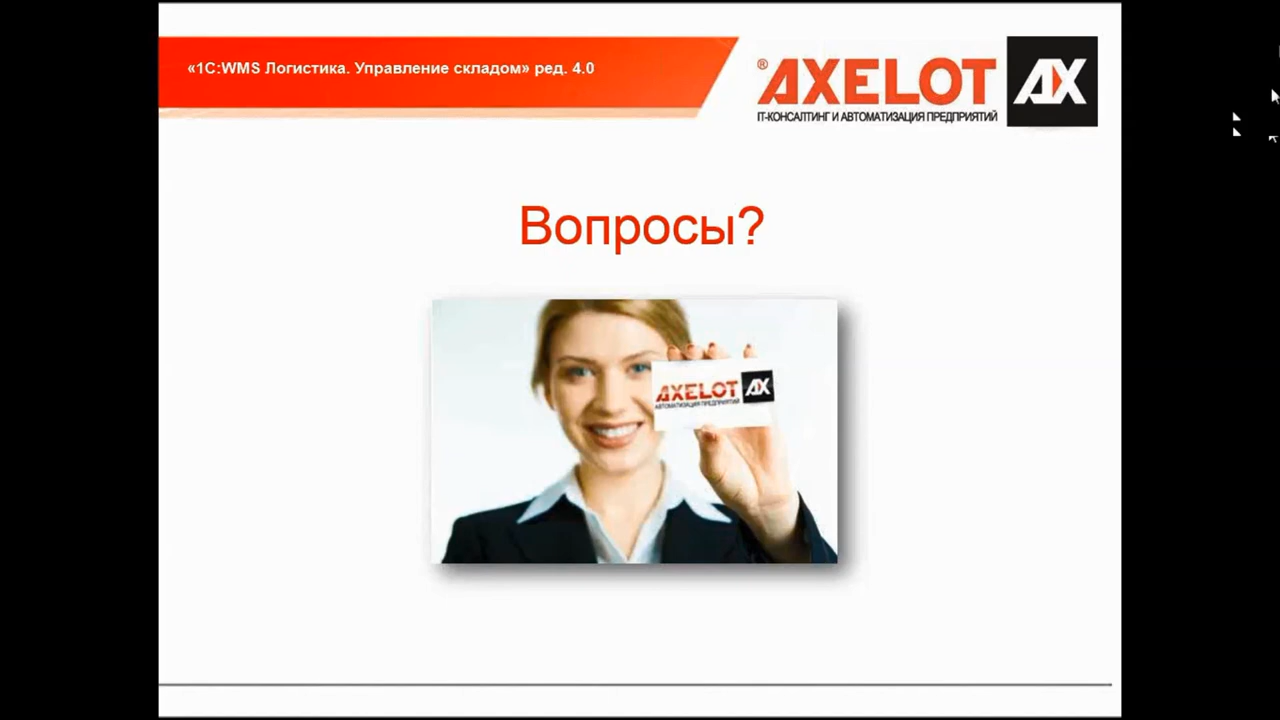 «1С:WMS Логистика. Управление складом» ред. 4.0
® AXELOT AX
IT-КОНСАЛТИНГ И АВТОМАТИЗАЦИЯ ПРЕДПРИЯТИЙ
Вопросы?
AXELOT AX
АВТОМАТИЗАЦИЯ ПРЕДПРИЯТИЙ